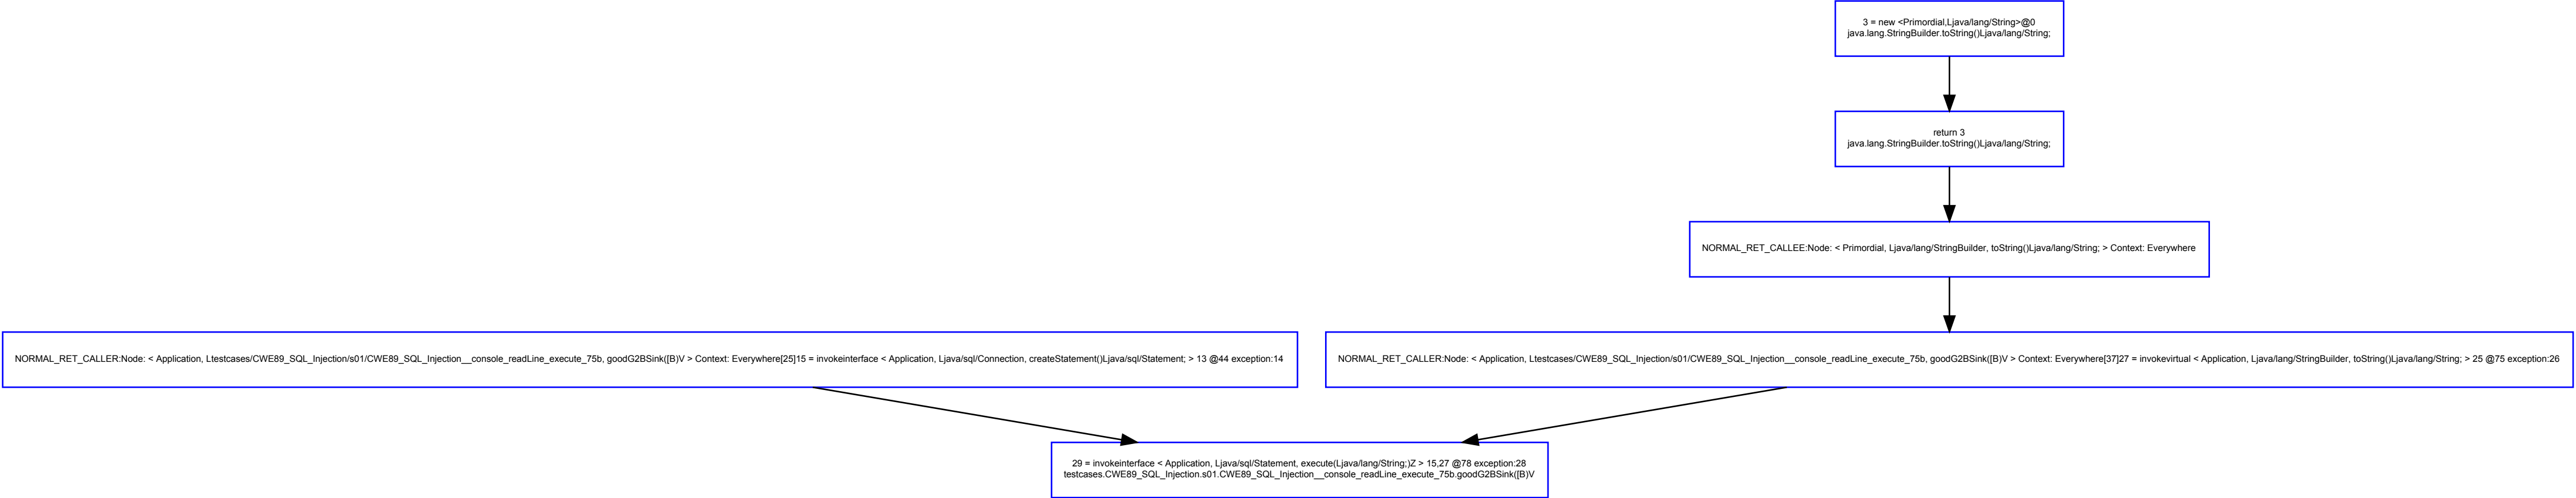 3 = new <Primordial,Ljava/lang/String>@0
java.lang.StringBuilder.toString()Ljava/lang/String;
return 3
java.lang.StringBuilder.toString()Ljava/lang/String;
NORMAL_RET_CALLEE:Node: < Primordial, Ljava/lang/StringBuilder, toString()Ljava/lang/String; > Context: Everywhere
NORMAL_RET_CALLER:Node: < Application, Ltestcases/CWE89_SQL_Injection/s01/CWE89_SQL_Injection__console_readLine_execute_75b, goodG2BSink([B)V > Context: Everywhere[25]15 = invokeinterface < Application, Ljava/sql/Connection, createStatement()Ljava/sql/Statement; > 13 @44 exception:14
NORMAL_RET_CALLER:Node: < Application, Ltestcases/CWE89_SQL_Injection/s01/CWE89_SQL_Injection__console_readLine_execute_75b, goodG2BSink([B)V > Context: Everywhere[37]27 = invokevirtual < Application, Ljava/lang/StringBuilder, toString()Ljava/lang/String; > 25 @75 exception:26
29 = invokeinterface < Application, Ljava/sql/Statement, execute(Ljava/lang/String;)Z > 15,27 @78 exception:28
testcases.CWE89_SQL_Injection.s01.CWE89_SQL_Injection__console_readLine_execute_75b.goodG2BSink([B)V